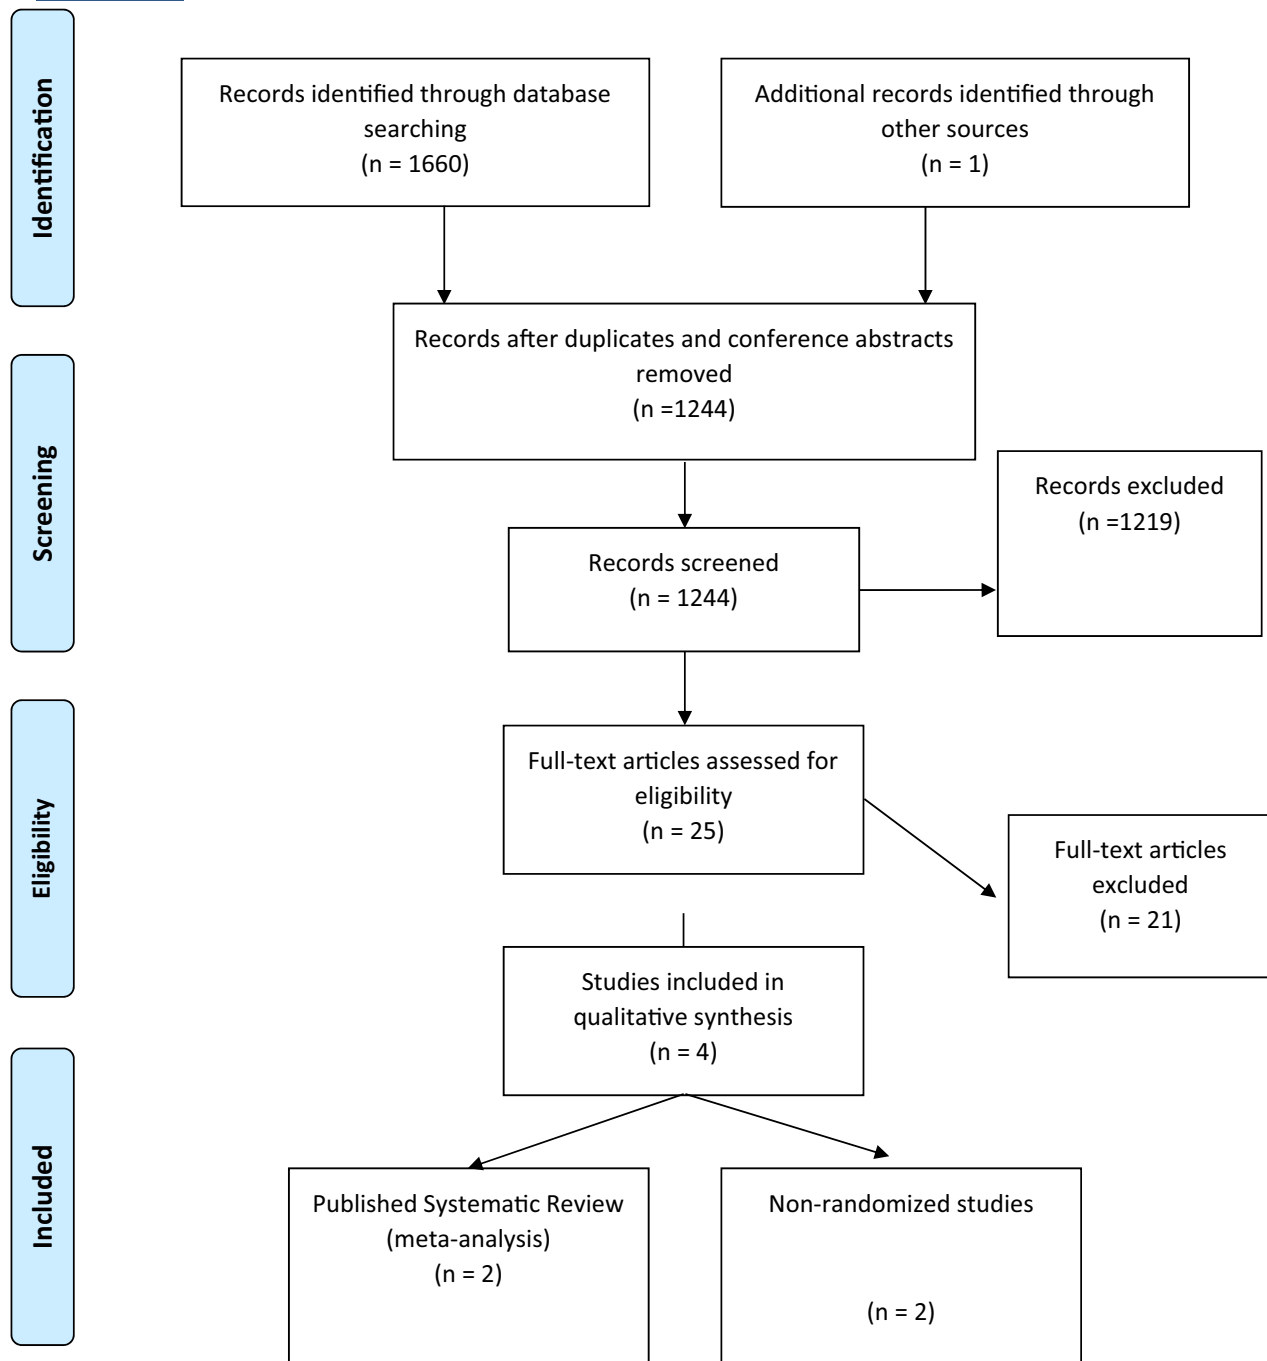 Identification
Records identified through database
searching
(n = 1660)
Additional records identified through
other sources
(n = 1)
Records after duplicates and conference abstracts
removed
(n =1244)
Screening
Records screened
(n = 1244)
Records excluded
(n =1219)
Eligibility
Full-text articles assessed for
eligibility
(n = 25)
Full-text articles
excluded
(n = 21)
Studies included in
qualitative synthesis
(n = 4)
Included
Published Systematic Review
(meta-analysis)
(n = 2)
Non-randomized studies
(n = 2)